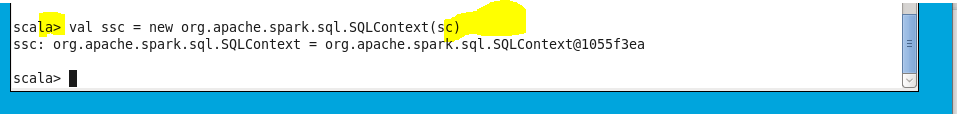 scala> val ssc = new org.apache.spark.sql.SQLContext(sc)
ssc: org.apache.spark.sql.SQLContext = org.apache.spark.sql.SQLContext@1055f3ea
scala>